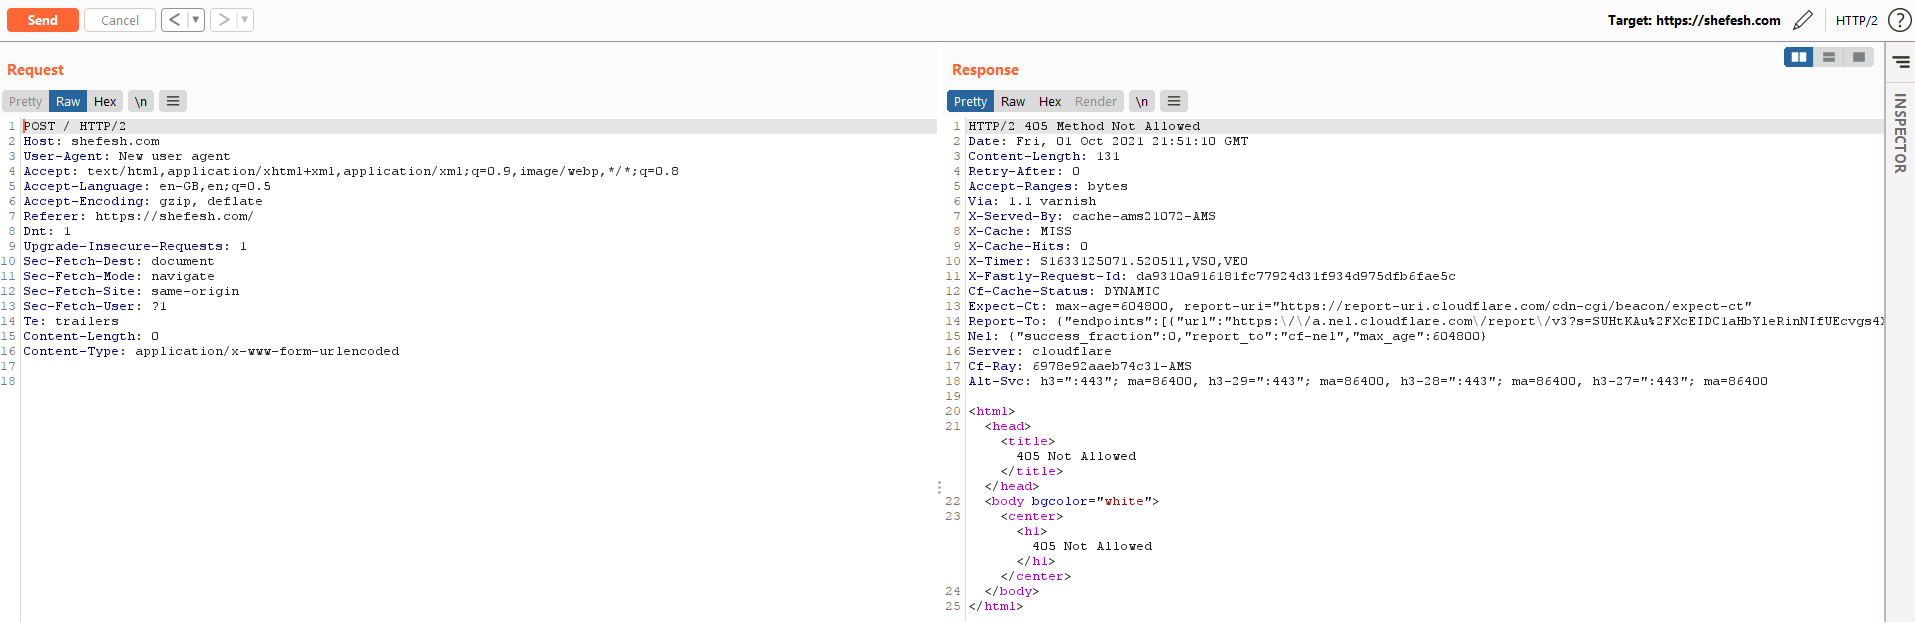 Send
Cancel
<
>
Target: https://shefesh.com
HTTP/2
?
Request
Pretty
Raw
Hex
\n
1 POST / HTTP/2
2 Host: shefesh.com
3 User-Agent: New user agent
4 Accept: text/html,application/xhtml+xml,application/xml;q=0.9,image/webp,*/*;q=0.8
5 Accept-Language: en-GB,en;q=0.5
6 Accept-Encoding: gzip, deflate
7 Referer: https://shefesh.com/
8 Dnt: 1
9 Upgrade-Insecure-Requests: 1
10 Sec-Fetch-Dest: document
11 Sec-Fetch-Mode: navigate
12 Sec-Fetch-Site: same-origin
13 Sec-Fetch-User: ?1
14 Te: trailers
15 Content-Length: 0
16 Content-Type: application/x-www-form-urlencoded
17
18
Response
Pretty
Raw
Hex
Render
\n
1 HTTP/2 405 Method Not Allowed
2 Date: Fri, 01 Oct 2021 21:51:10 GMT
3 Content-Length: 131
4 Retry-After: 0
5 Accept-Ranges: bytes
6 Via: 1.1 varnish
7 X-Served-By: cache-ams21072-AMS
8 X-Cache: MISS
9 X-Cache-Hits: 0
10 X-Timer: S1633125071.520511,VS0,VE0
11 X-Fastly-Request-Id: da9310a916181fc77924d31f934d975dfb6fae5c
12 Cf-Cache-Status: DYNAMIC
13 Expect-Ct: max-age=604800, report-uri="https://report-uri.cloudflare.com/cdn-cgi/beacon/expect-ct"
14 Report-To: {"endpoints":[{"url":"https:\/\/a.nel.cloudflare.com\/report\/v3?s=
15 Nel: {"success_fraction":0,"report_to":"cf-nel","max_age":604800}
16 Server: cloudflare
17 Cf-Ray: 6978e92aaeb74c31-AMS
18 Alt-Svc: h3=":443"; ma=86400, h3-29=":443"; ma=86400, h3-28=":443"; ma=86400, h3-27=":443"; ma=86400
19
20 <html>
21 <head>
<title>
405 Not Allowed
</title>
</head>
22 <body bgcolor="white">
23 <center>
<h1>
405 Not Allowed
</h1>
</center>
24 </body>
25 </html>
INSPECTOR